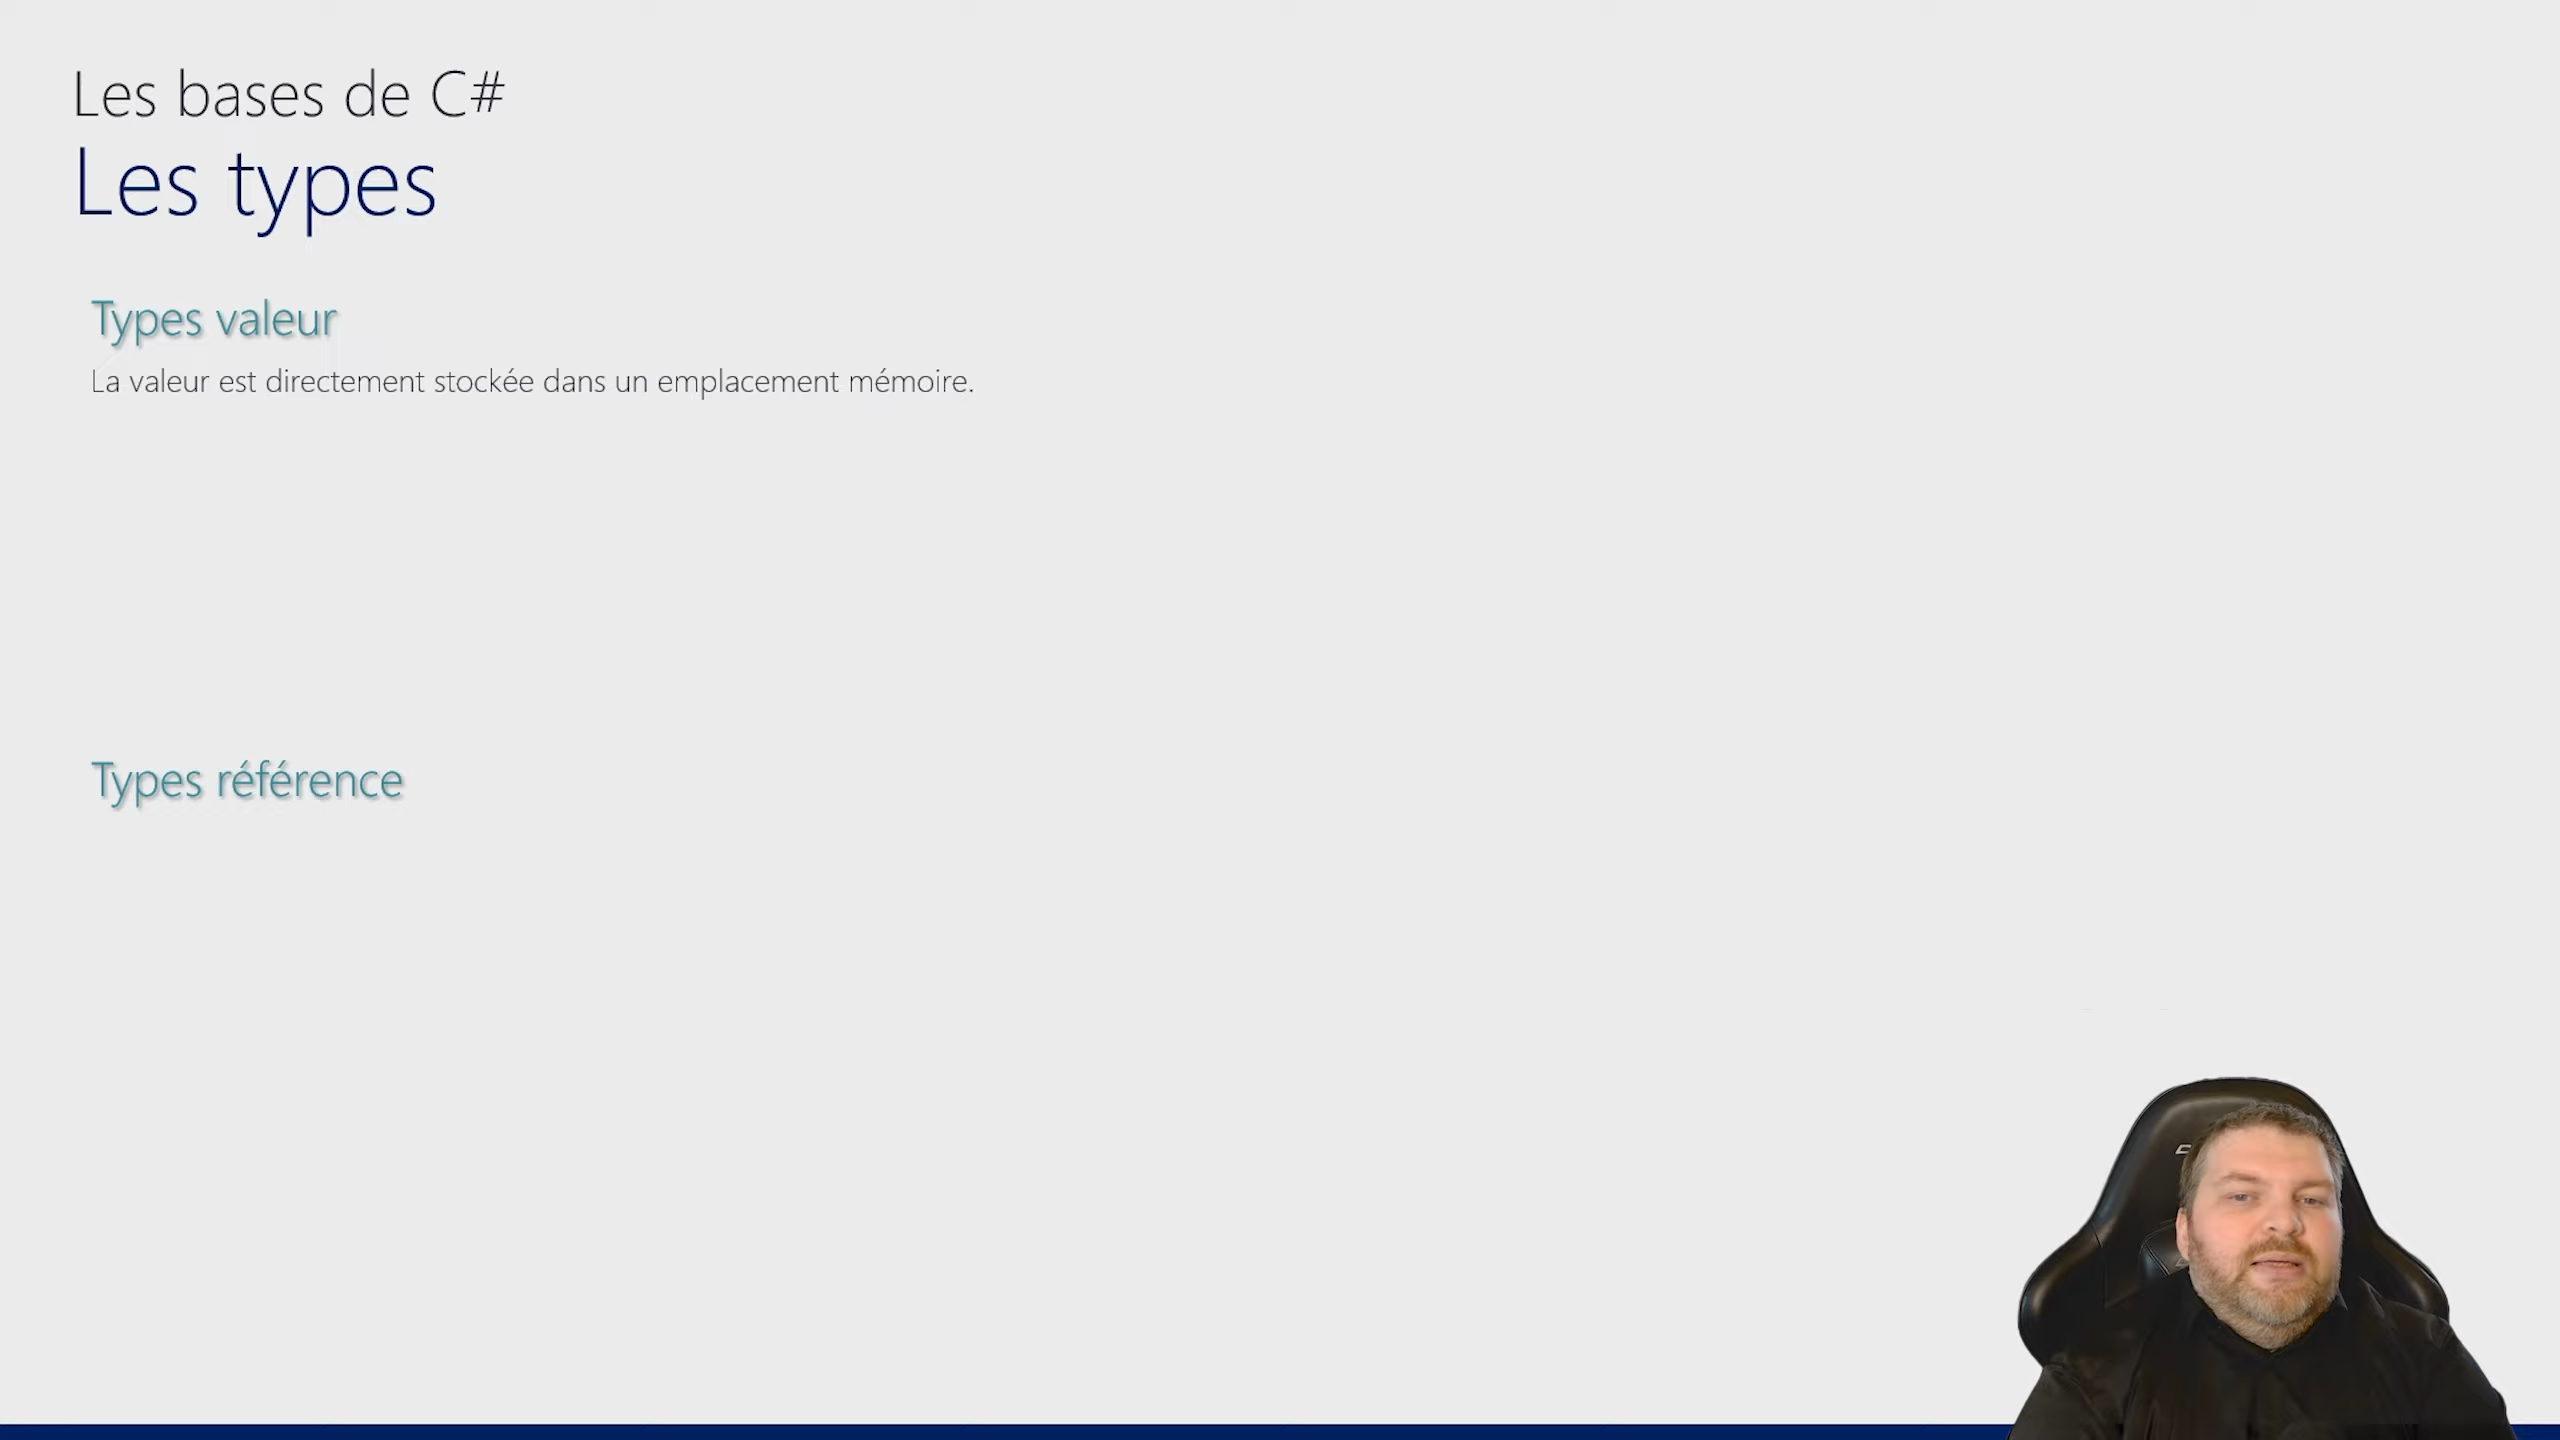 Les bases de C#
Les types
Types valeur
La valeur est directement stockée dans un emplacement mémoire.
Types référence